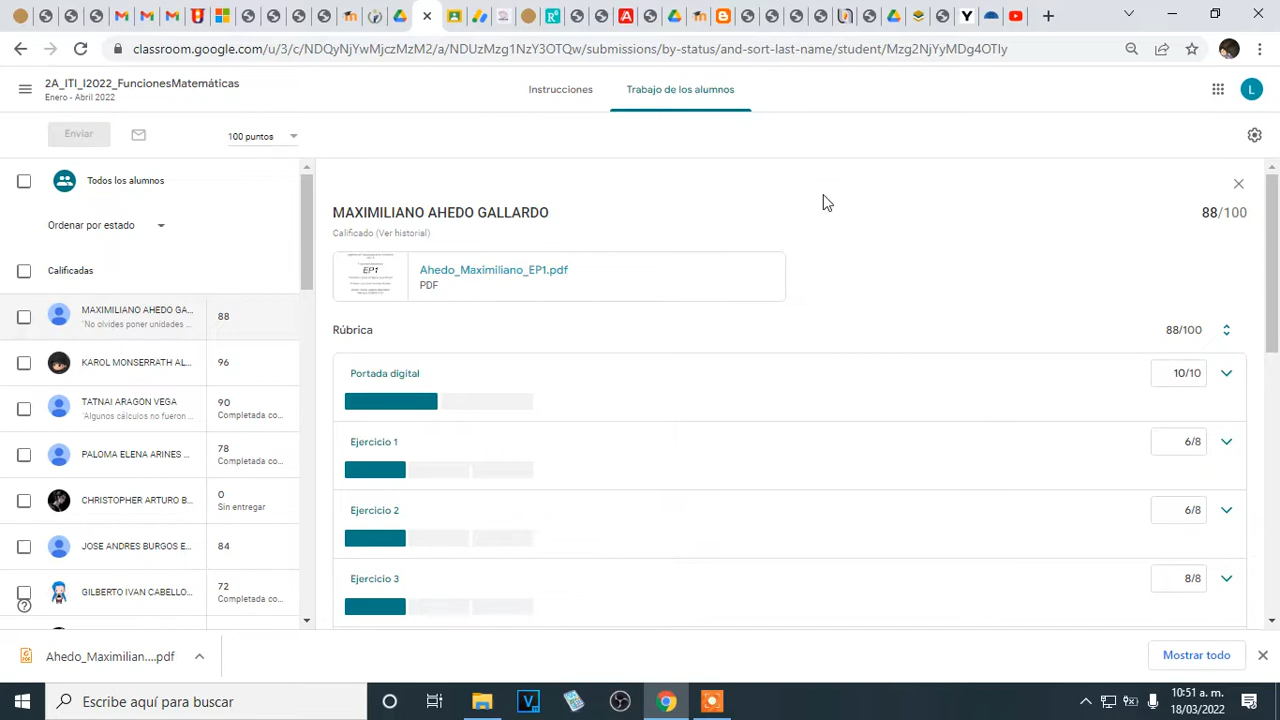 classroom.google.com/u/3/c/NDQyNjYwMjczMzM2/a/NDUzMzg1NzY3OTQw/submissions/by-status/and-sort-last-name/student/Mzg2NjYyMDg4OTIy
2A_ITI_I2022_FuncionesMatemáticas
Enero - Abril 2022
Instrucciones
Trabajo de los alumnos
L
Enviar
100 puntos
Todos los alumnos
Ordenar por estado
Calificadas
MAXIMILIANO AHEDO GA...
"No olvides poner unidades ...
88
KAROL MONSERRATH AL...
96
TATNAI ARAGON VEGA
"Algunos cálculos no fueron ...
90
Completada co...
PALOMA ELENA ARINES ...
78
Completada co...
CHRISTOPHER ARTURO B...
0
Sin entregar
JOSE ANDRES BURGOS E...
84
GILBERTO IVAN CABELLO...
72
Completada co...
MAXIMILIANO AHEDO GALLARDO
88/100
Calificado (Ver historial)
EP1
Ahedo_Maximiliano_EP1.pdf
PDF
Rúbrica
88/100
Portada digital
10/10
Ejercicio 1
6/8
Ejercicio 2
6/8
Ejercicio 3
8/8
Ahedo_Maximilian....pdf
Mostrar todo
Escribe aquí para buscar
10:51 a. m.
18/03/2022